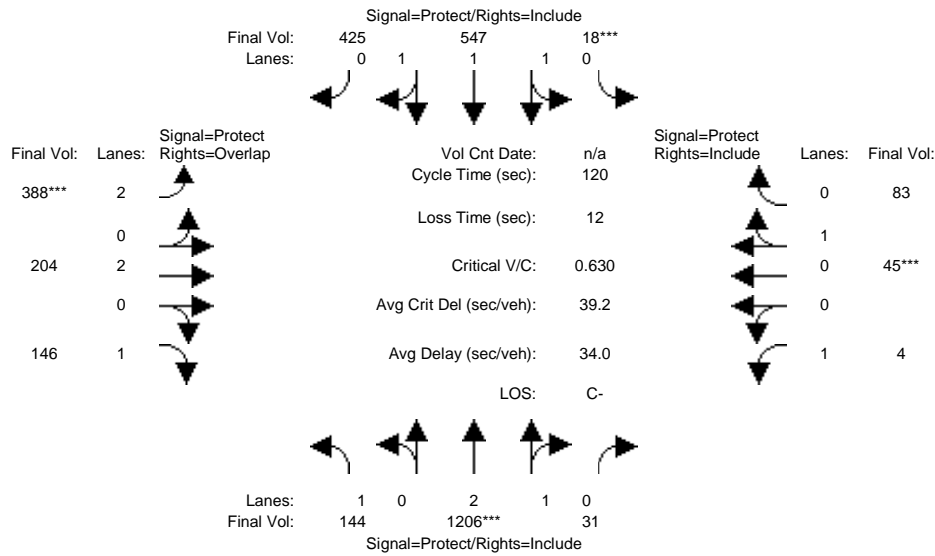 Signal=Protect/Rights=Include
Final Vol: 425 547 18***
Lanes: 0 1 1 1 0
Signal=Protect
Final Vol: Lanes: Rights=Overlap
Vol Cnt Date: n/a
Signal=Protect
Rights=Include Lanes: Final Vol:
Cycle Time (sec): 120
388*** 2
0 83
Loss Time (sec): 12
0
1
204 2
Critical V/C: 0.630
0 45***
0
Avg Crit Del (sec/veh): 39.2
0
146 1
Avg Delay (sec/veh): 34.0
1 4
LOS: C-
Lanes: 1 0 2 1 0
Final Vol: 144 1206*** 31
Signal=Protect/Rights=Include